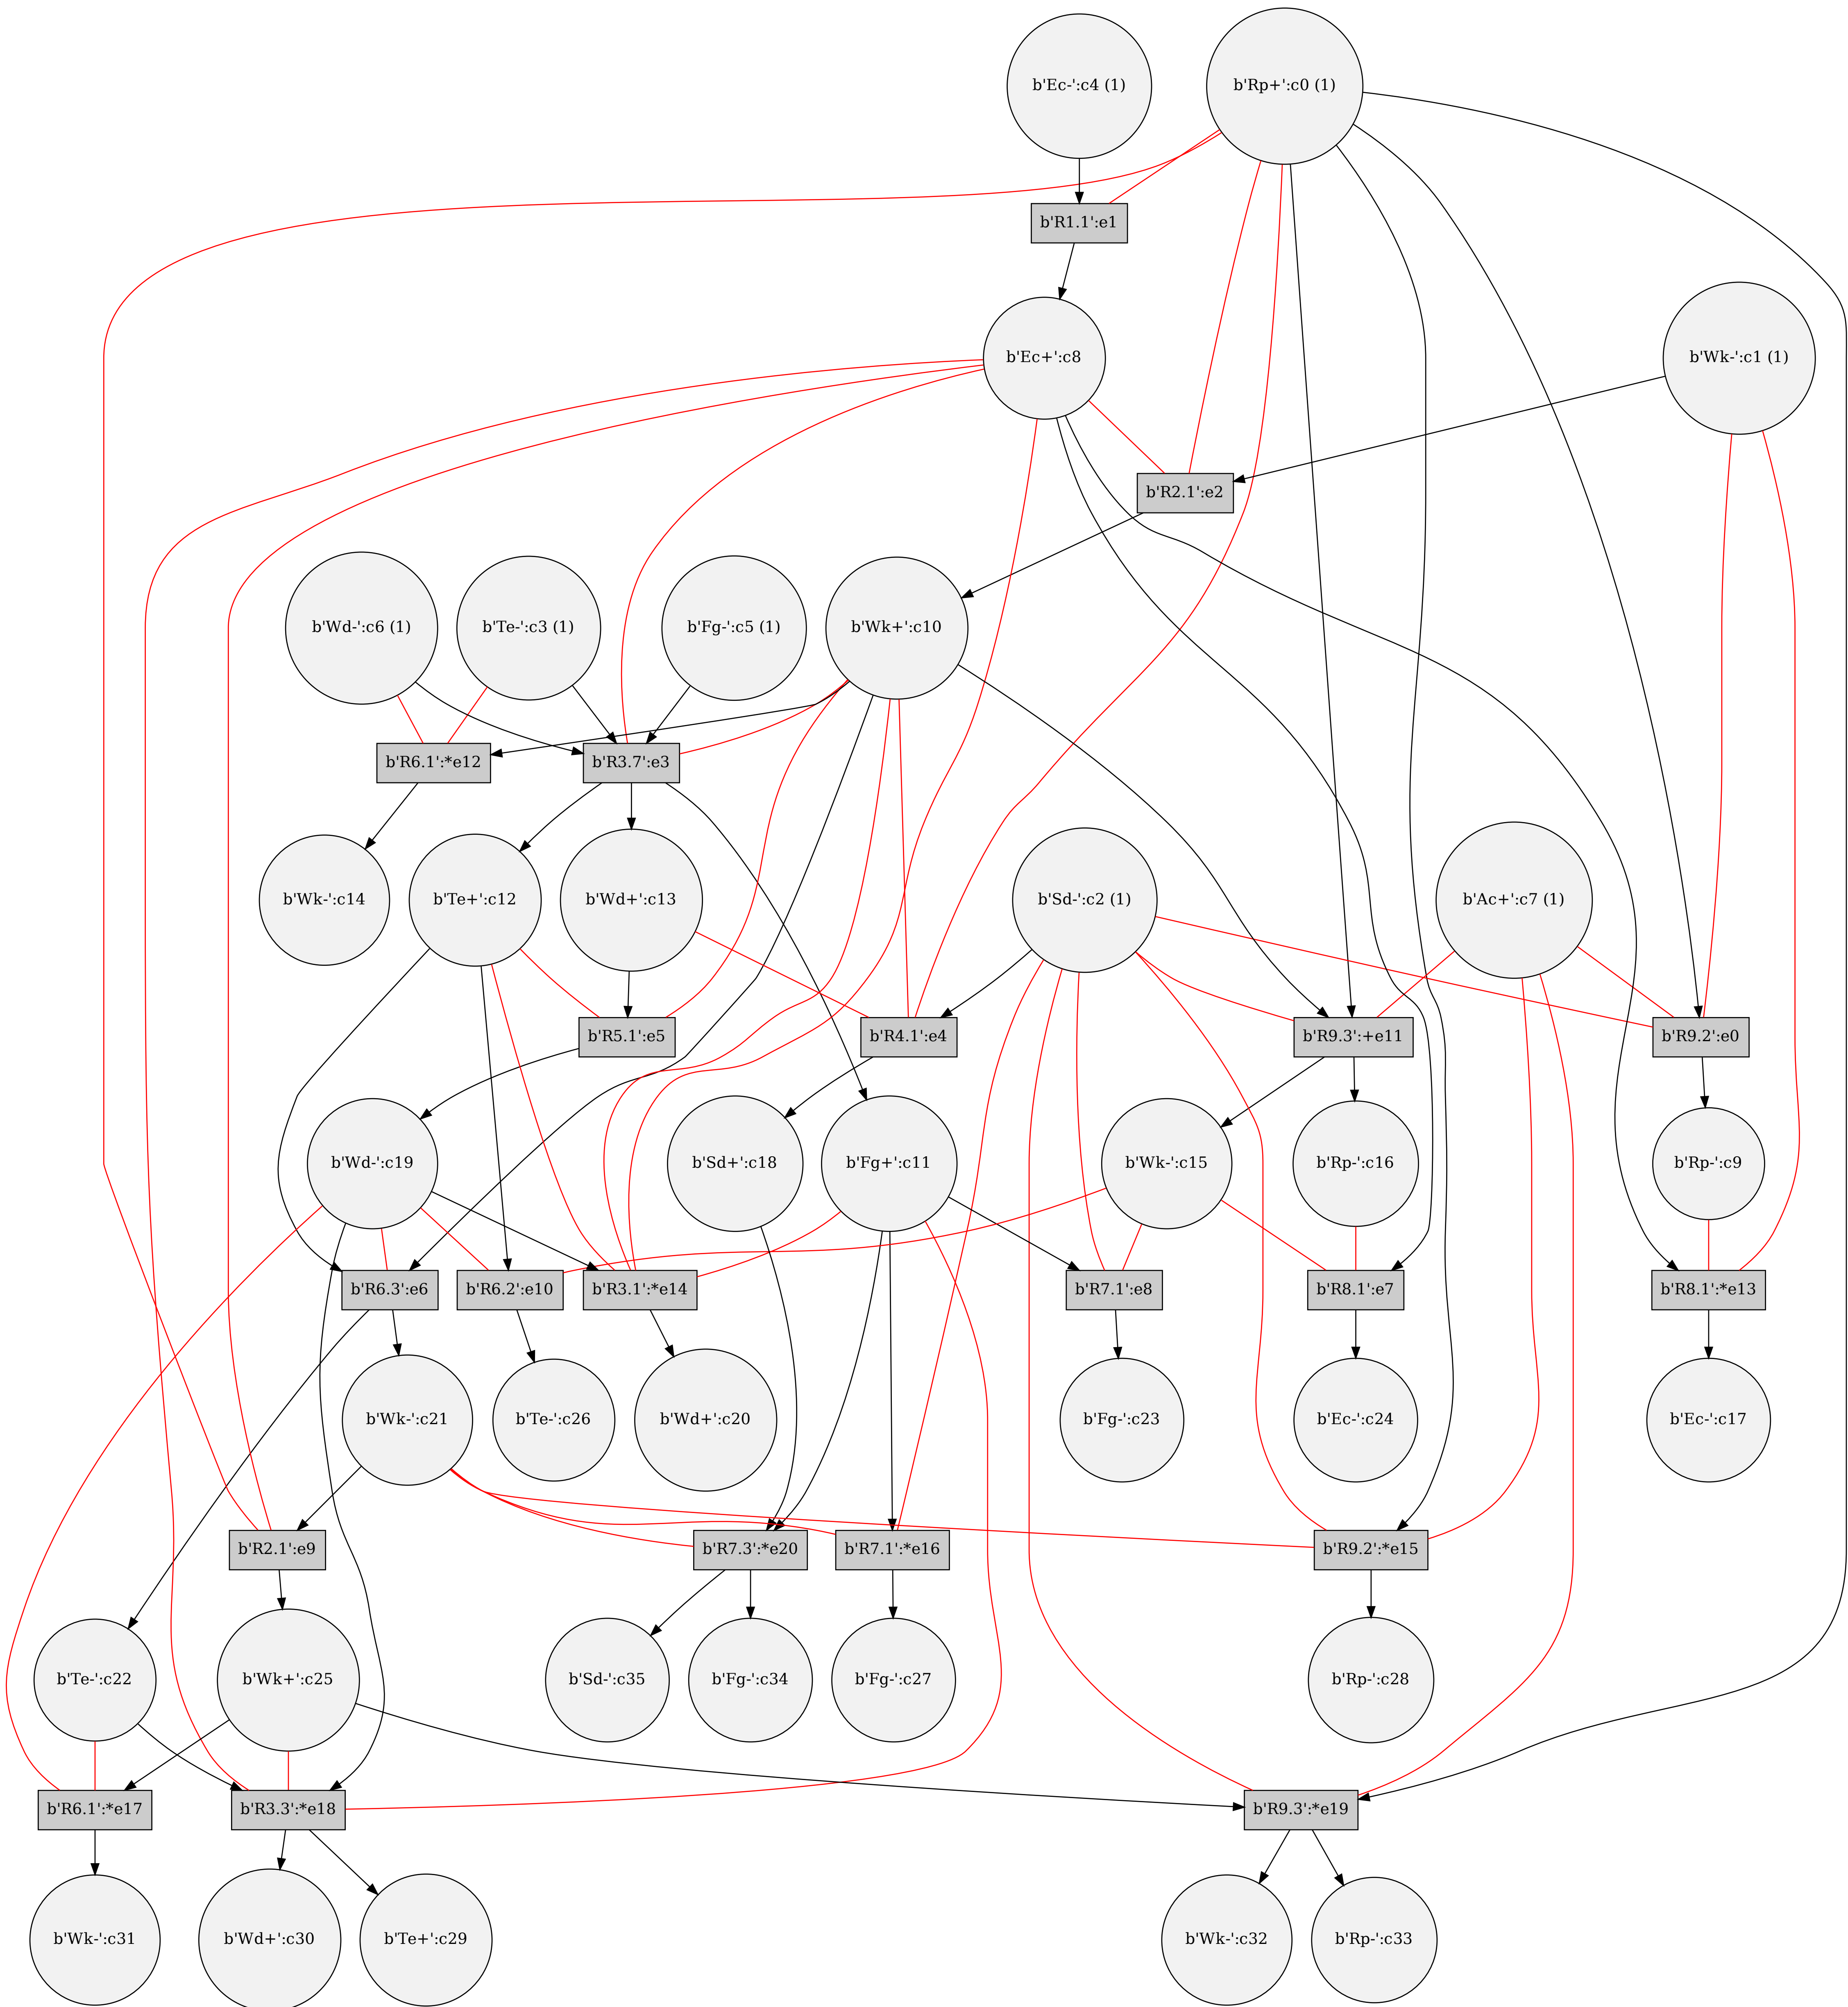 b'Ec-':c4 (1)
b'Rp+':c0 (1)
b'R1.1':e1
b'Ec+':c8
b'Wk-':c1 (1)
b'R2.1':e2
b'Wd-':c6 (1)
b'Te-':c3 (1)
b'Fg-':c5 (1)
b'Wk+':c10
b'R6.1':*e12
b'R3.7':e3
b'Wk-':c14
b'Te+':c12
b'Wd+':c13
b'Sd-':c2 (1)
b'Ac+':c7 (1)
b'R5.1':e5
b'R4.1':e4
b'R9.3':+e11
b'R9.2':e0
b'Wd-':c19
b'Sd+':c18
b'Fg+':c11
b'Wk-':c15
b'Rp-':c16
b'Rp-':c9
b'R6.3':e6
b'R6.2':e10
b'R3.1':*e14
b'R7.1':e8
b'R8.1':e7
b'R8.1':*e13
b'Wk-':c21
b'Te-':c26
b'Wd+':c20
b'Fg-':c23
b'Ec-':c24
b'Ec-':c17
b'R2.1':e9
b'R7.3':*e20
b'R7.1':*e16
b'R9.2':*e15
b'Te-':c22
b'Wk+':c25
b'Sd-':c35
b'Fg-':c34
b'Fg-':c27
b'Rp-':c28
b'R6.1':*e17
b'R3.3':*e18
b'R9.3':*e19
b'Wk-':c31
b'Wd+':c30
b'Te+':c29
b'Wk-':c32
b'Rp-':c33